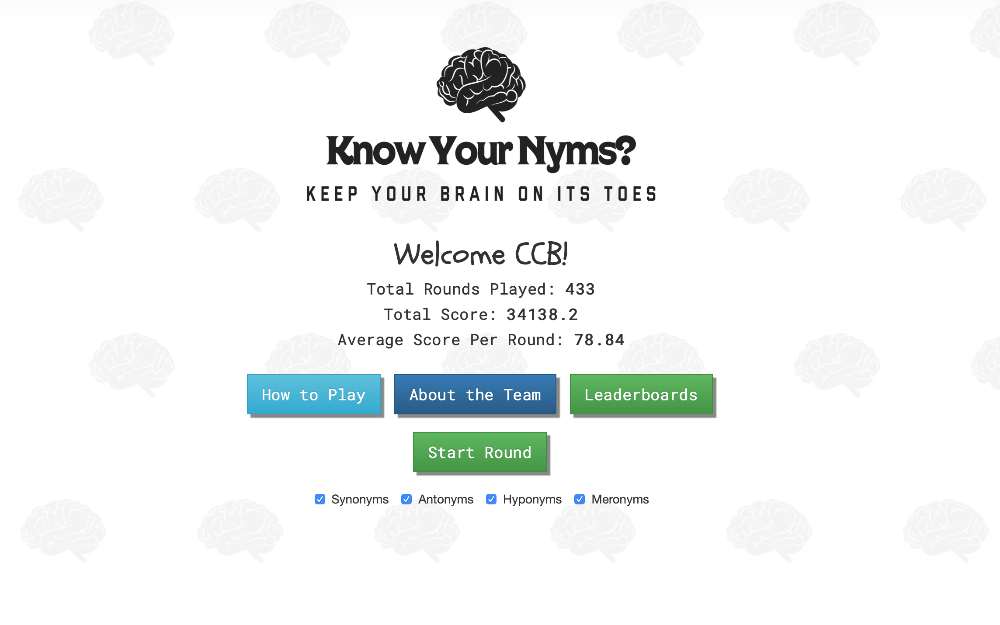 Know Your Nyms?
KEEP YOUR BRAIN ON ITS TOES
Welcome CCB!
Total Rounds Played: 433
Total Score: 34138.2
Average Score Per Round: 78.84
How to Play About the Team Leaderboards
Start Round
Synonyms Antonyms Hyponyms Meronyms